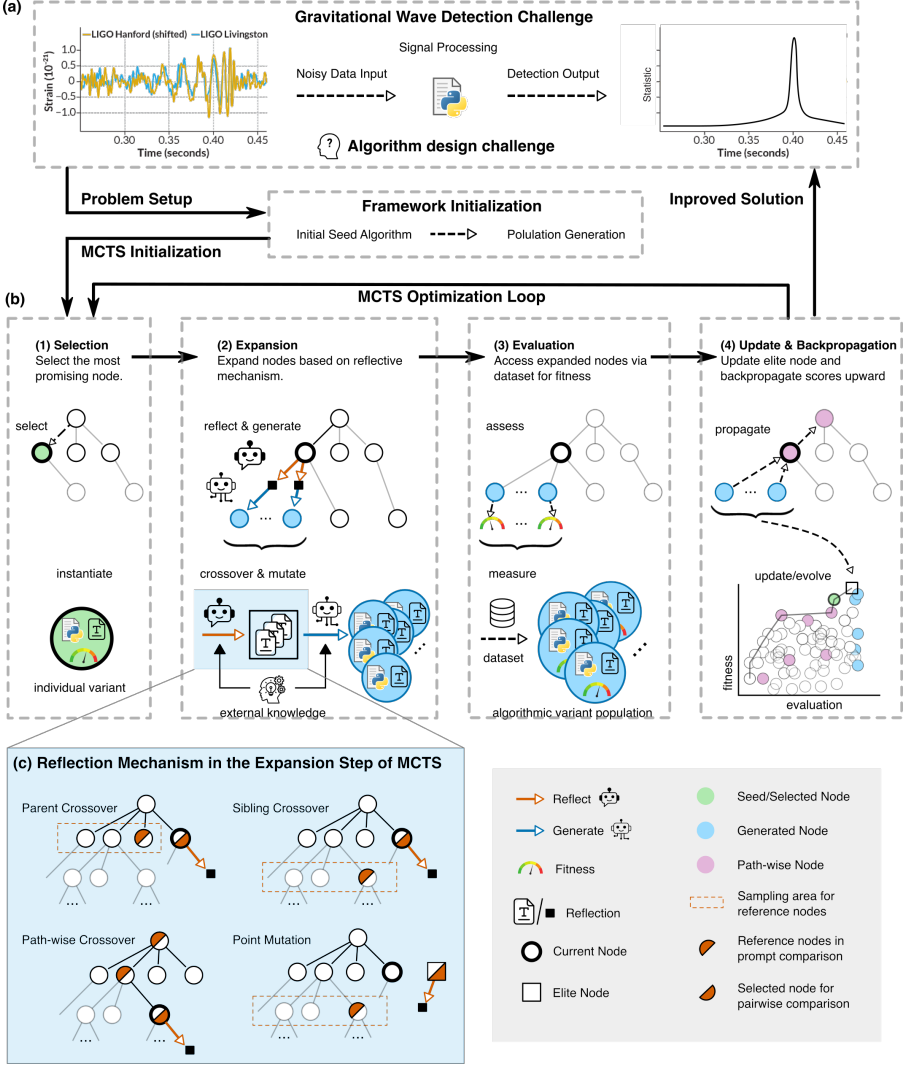 (a)
Gravitational Wave Detection Challenge
LIGO Hanford (shifted)
LIGO Livingston
Strain (10⁻²¹)
1.0
0.5
0
−0.5
−1.0
0.30
0.35
0.40
0.45
Time (seconds)
Signal Processing
Noisy Data Input
Detection Output
Algorithm design challenge
?
Statistic
0.30
0.35
0.40
0.45
Time (seconds)
Problem Setup
Inproved Solution
Framework Initialization
Initial Seed Algorithm
Polulation Generation
MCTS Initialization
(b)
MCTS Optimization Loop
(1) Selection
Select the most
promising node.
select
instantiate
T
individual variant
(2) Expansion
Expand nodes based on reflective
mechanism.
reflect & generate
...
crossover & mutate
T
T
T
T
T
...
external knowledge
(3) Evaluation
Access expanded nodes via
dataset for fitness
assess
...
...
measure
dataset
T
T
T
T
...
algorithmic variant population
(4) Update & Backpropagation
Update elite node and
backpropagate scores upward
propagate
...
update/evolve
fitness
evaluation
(c) Reflection Mechanism in the Expansion Step of MCTS
Parent Crossover
...
...
Sibling Crossover
...
...
Path-wise Crossover
...
...
Point Mutation
...
...
Reflect
Generate
Fitness
T
/
Reflection
Current Node
Elite Node
Seed/Selected Node
Generated Node
Path-wise Node
Sampling area for
reference nodes
Reference nodes in
prompt comparison
Selected node for
pairwise comparison